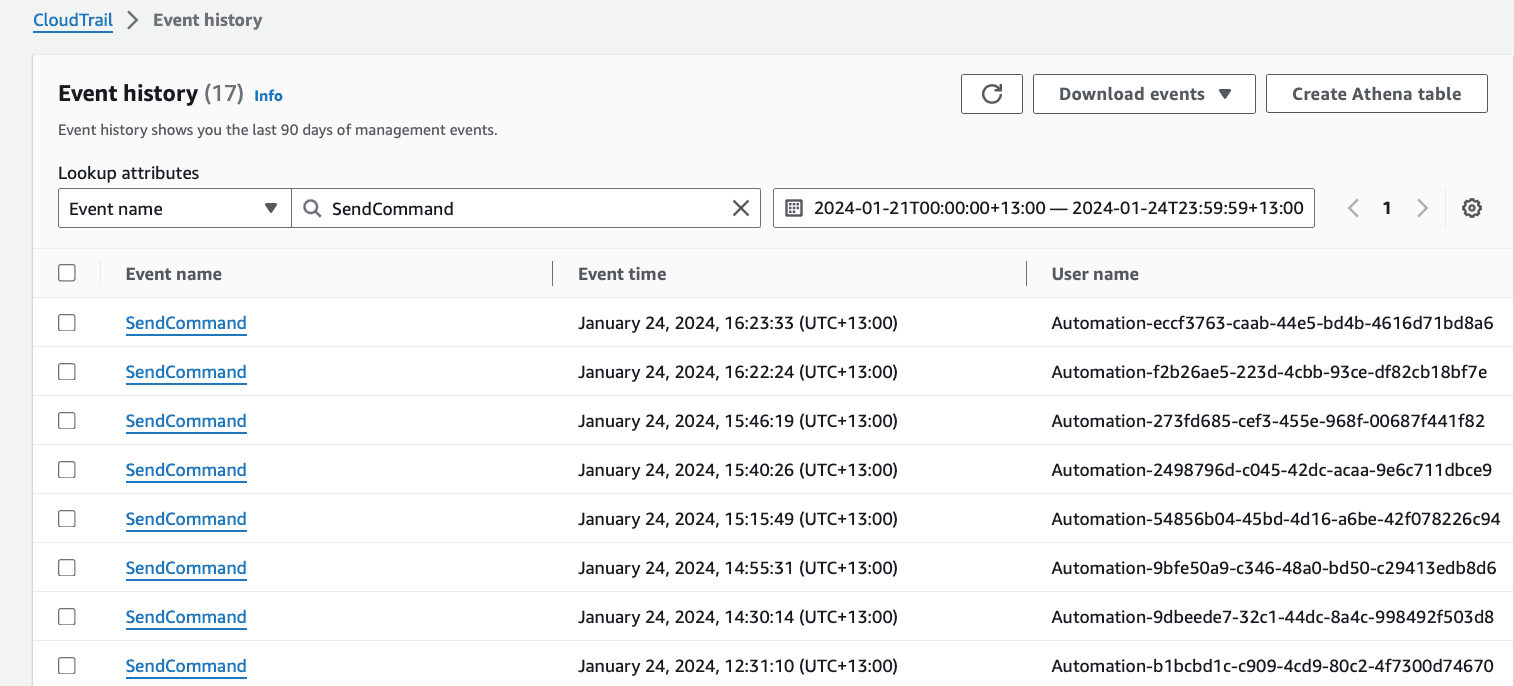 CloudTrail > Event history
Event history (17) Info
Download events ▼
Create Athena table
Event history shows you the last 90 days of management events.
Lookup attributes
Event name ▼ SendCommand 2024-01-21T00:00:00+13:00 — 2024-01-24T23:59:59+13:00 < 1 >
Event name Event time User name
SendCommand January 24, 2024, 16:23:33 (UTC+13:00) Automation-eccf3763-caab-44e5-bd4b-4616d71bd8a6
SendCommand January 24, 2024, 16:22:24 (UTC+13:00) Automation-f2b26ae5-223d-4cbb-93ce-df82cb18bf7e
SendCommand January 24, 2024, 15:46:19 (UTC+13:00) Automation-273fd685-cef3-455e-968f-00687f441f82
SendCommand January 24, 2024, 15:40:26 (UTC+13:00) Automation-2498796d-c045-42dc-acaa-9e6c711dbce9
SendCommand January 24, 2024, 15:15:49 (UTC+13:00) Automation-54856b04-45bd-4d16-a6be-42f078226c94
SendCommand January 24, 2024, 14:55:31 (UTC+13:00) Automation-9bfe50a9-c346-48a0-bd50-c29413edb8d6
SendCommand January 24, 2024, 14:30:14 (UTC+13:00) Automation-9dbeede7-32c1-44dc-8a4c-998492f503d8
SendCommand January 24, 2024, 12:31:10 (UTC+13:00) Automation-b1bcbd1c-c909-4cd9-80c2-4f7300d74670